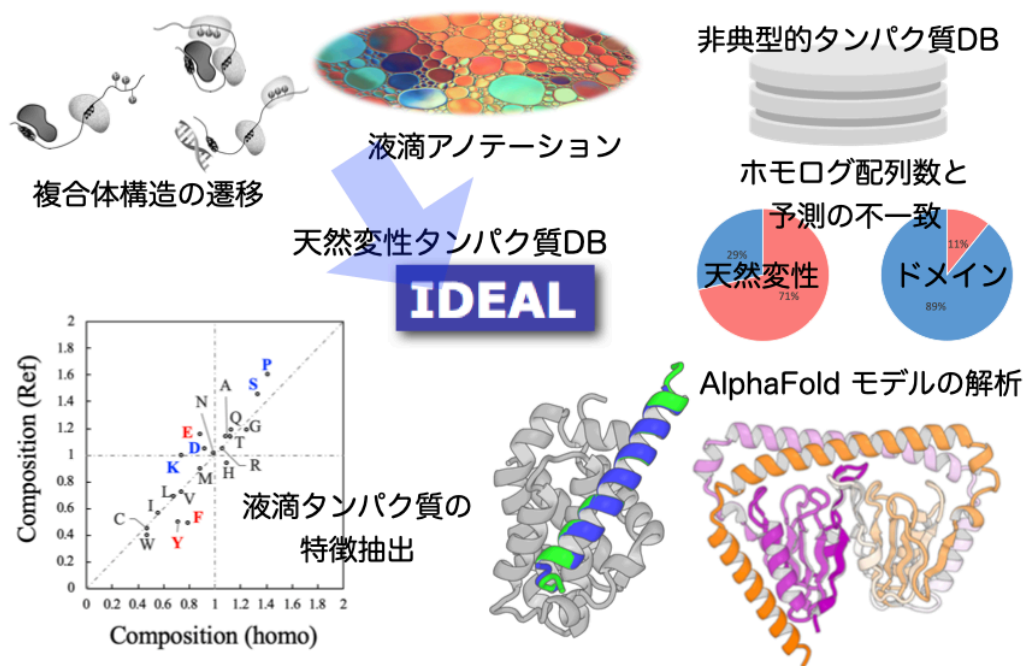 非典型的タンパク質DB
液滴アノテーション
複合体構造の遷移
ホモログ配列数と
予測の不一致
天然変性タンパク質DB
IDEAL
29%
天然変性
71%
11%
ドメイン
89%
AlphaFold モデルの解析
液滴タンパク質の
特徴抽出
Composition (Ref)
2
1.8
1.6
1.4
1.2
1
0.8
0.6
0.4
0.2
0
P
S
A
N
Q
G
E
T
D
R
K
M
H
L
V
I
C
F
W
Y
0
0.2
0.4
0.6
0.8
1
1.2
1.4
1.6
1.8
2
Composition (homo)